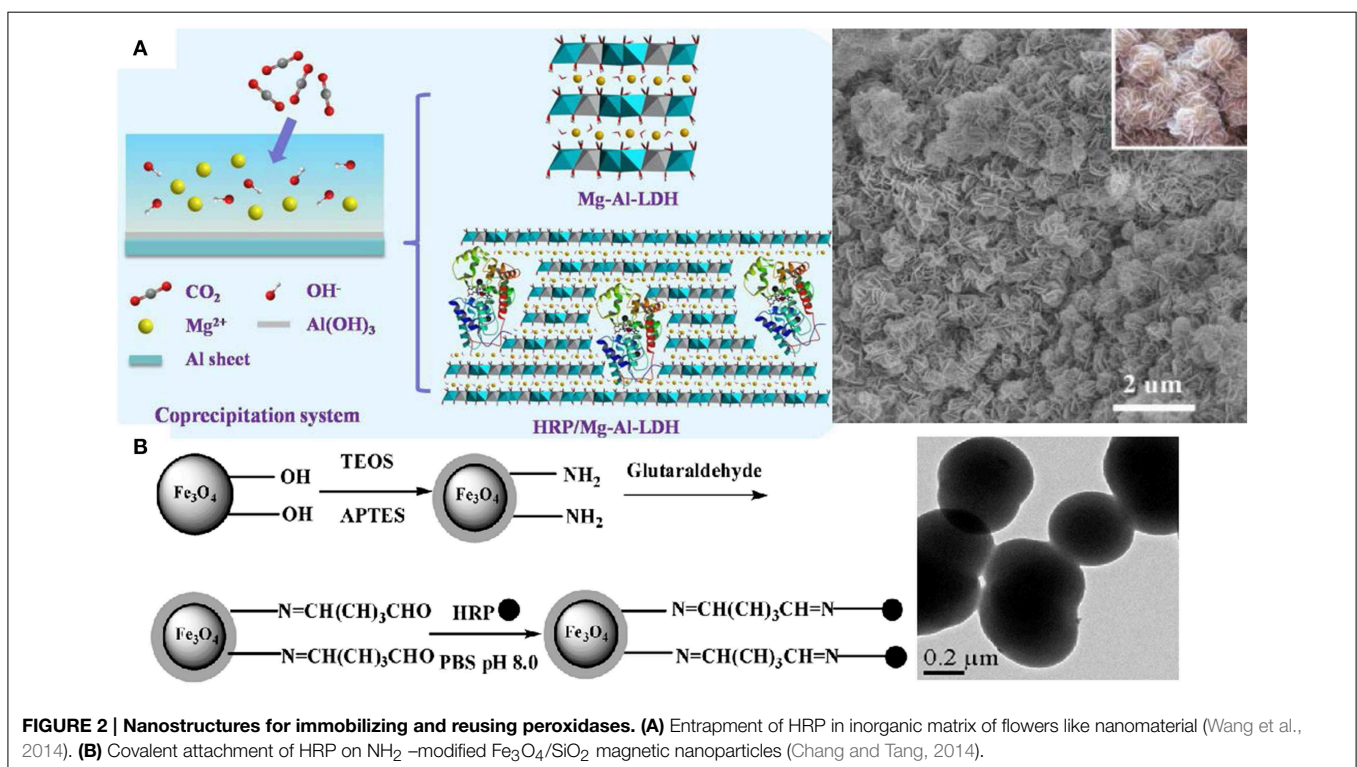 A
Mg-Al-LDH
CO₂
OH⁻
Mg²⁺
Al(OH)₃
Al sheet
Coprecipitation system
HRP/Mg-Al-LDH
2 um
B
Fe₃O₄
OH
OH
TEOS
APTES
Fe₃O₄
NH₂
NH₂
Glutaraldehyde
Fe₃O₄
N=CH(CH)₃CHO
N=CH(CH)₃CHO
HRP
PBS pH 8.0
Fe₃O₄
N=CH(CH)₃CH=N
N=CH(CH)₃CH=N
0.2 µm
FIGURE 2 | Nanostructures for immobilizing and reusing peroxidases. (A) Entrapment of HRP in inorganic matrix of flowers like nanomaterial (Wang et al.,
2014). (B) Covalent attachment of HRP on NH₂ –modified Fe₃O₄/SiO₂ magnetic nanoparticles (Chang and Tang, 2014).